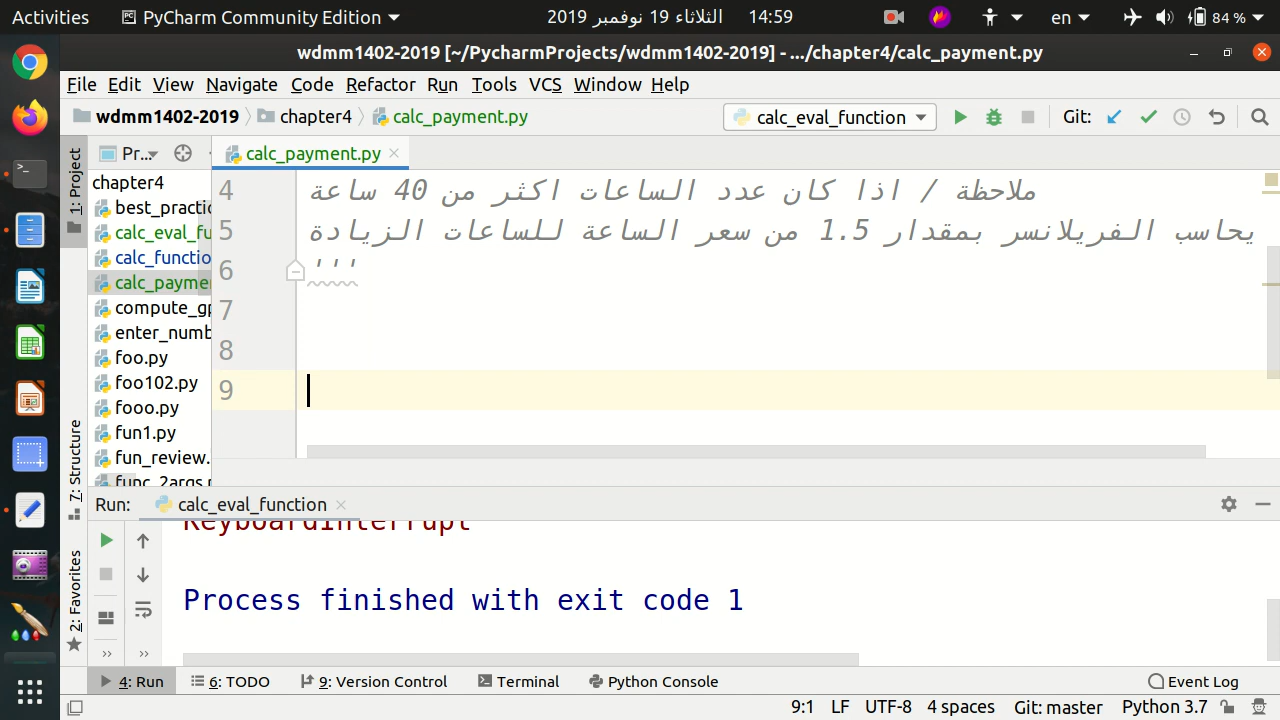 Activities
PyCharm Community Edition
الثلاثاء 19 نوفمبر 2019
14:59
en
84 %
wdmm1402-2019 [~/PycharmProjects/wdmm1402-2019] - .../chapter4/calc_payment.py
File Edit View Navigate Code Refactor Run Tools VCS Window Help
wdmm1402-2019 chapter4 calc_payment.py
calc_eval_function
Git:
1: Project
Pr...
calc_payment.py
chapter4
best_practic
calc_eval_fu
calc_functio
calc_payme
compute_gp
enter_numb
foo.py
foo102.py
fooo.py
fun1.py
fun_review.
func_2args.p
4 ملاحظة / اذا كان عدد الساعات اكثر من 40 ساعة
5 يحاسب الفريلانسر بمقدار 1.5 من سعر الساعة للساعات الزيادة
6 '''
7
8
9
7: Structure
2: Favorites
Run: calc_eval_function
KeyboardInterrupt
Process finished with exit code 1
4: Run 6: TODO 9: Version Control Terminal Python Console Event Log
9:1 LF UTF-8 4 spaces Git: master Python 3.7